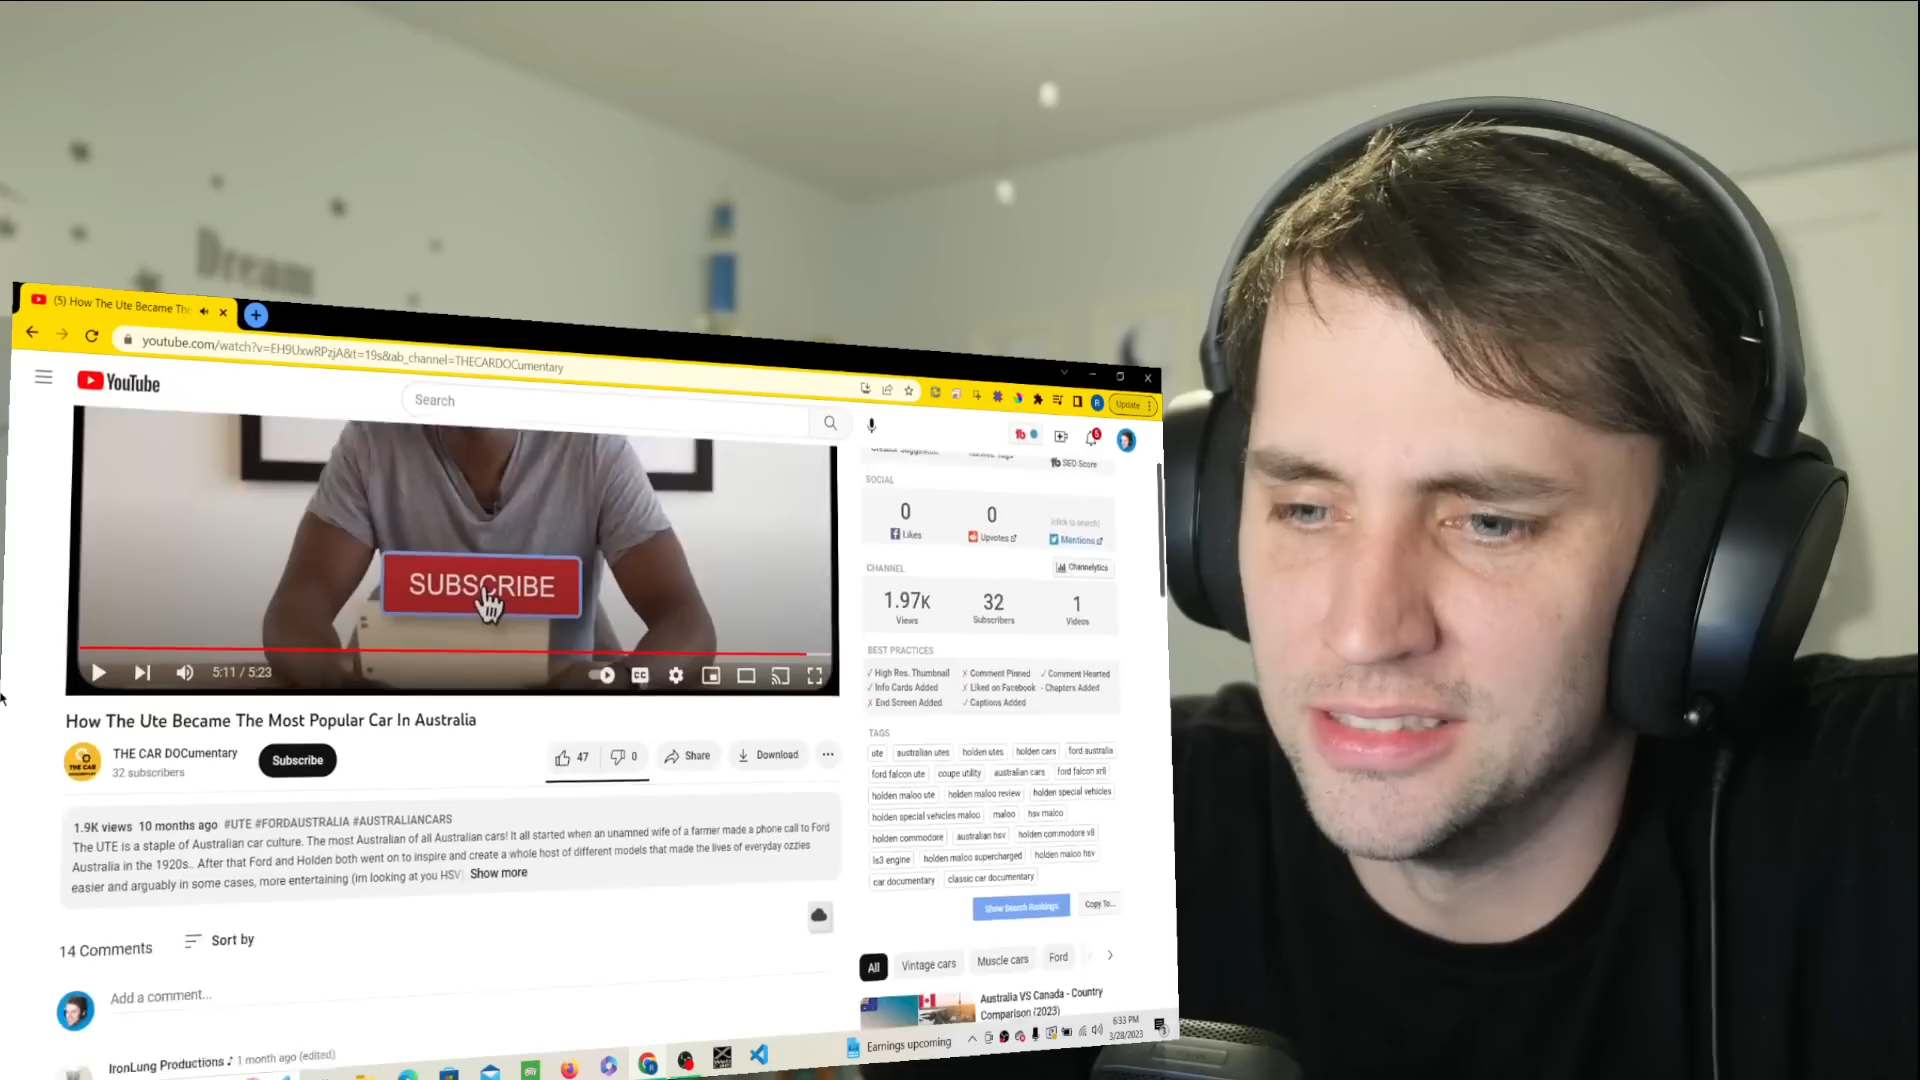 Dream
(5) How The Ute Became The
youtube.com/watch?v=EH9UxwRPzjA&t=19s&ab_channel=THECARDOCumentary
Update
YouTube
Search
5
SEO Score
SOCIAL
0
0
(click to search)
Likes
Upvotes
Mentions
CHANNEL
Channelytics
1.97K
32
1
Views
Subscribers
Videos
BEST PRACTICES
√ High Res. Thumbnail
x Comment Pinned
√ Comment Hearted
√ Info Cards Added
x Liked on Facebook
- Chapters Added
x End Screen Added
√ Captions Added
SUBSCRIBE
5:11 / 5:23
CC
How The Ute Became The Most Popular Car In Australia
THE CAR
THE CAR DOCumentary
32 subscribers
Subscribe
47
0
Share
Download
1.9K views 10 months ago #UTE #FORDAUSTRALIA #AUSTRALIANCARS
The UTE is a staple of Australian car culture. The most Australian of all Australian cars! It all started when an unnamed wife of a farmer made a phone call to Ford
Australia in the 1920s.. After that Ford and Holden both went on to inspire and create a whole host of different models that made the lives of everyday ozzies
easier and arguably in some cases, more entertaining (im looking at you HSV Show more
14 Comments
Sort by
Add a comment...
IronLung Productions ♪ 1 month ago (edited)
TAGS
ute
australian utes
holden utes
holden cars
ford australia
ford falcon ute
coupe utility
australian cars
ford falcon xr6
holden maloo ute
holden maloo review
holden special vehicles
holden special vehicles maloo
maloo
hsv maloo
holden commodore
australian hsv
holden commodore v8
ls3 engine
holden maloo supercharged
holden maloo hsv
car documentary
classic car documentary
Show Search Rankings
Copy To...
All
Vintage cars
Muscle cars
Ford
Australia VS Canada - Country
Comparison (2023)
Earnings upcoming
6:33 PM
3/28/2023